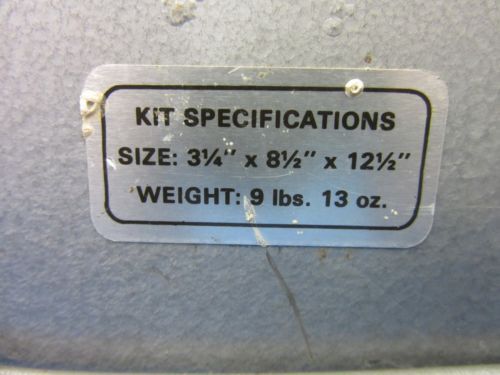 KIT SPECIFICATIONS
SIZE: 3¼" x 8½" x 12½"
WEIGHT: 9 lbs. 13 oz.